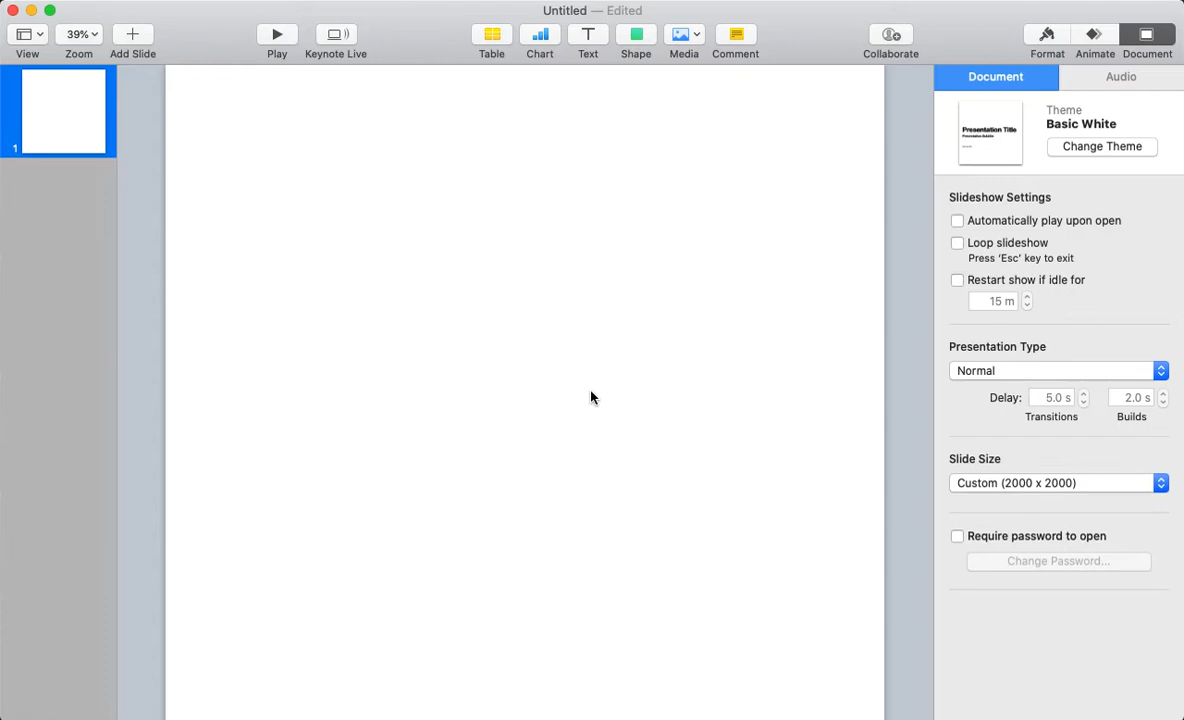 Untitled — Edited
View
39%
Zoom
Add Slide
Play
Keynote Live
Table
Chart
Text
Shape
Media
Comment
Collaborate
Format
Animate
Document
1
Document
Audio
Presentation Title
Presentation Subtitle
Theme
Basic White
Change Theme
Slideshow Settings
Automatically play upon open
Loop slideshow
Press ‘Esc’ key to exit
Restart show if idle for
15 m
Presentation Type
Normal
Delay: 5.0 s 2.0 s
Transitions Builds
Slide Size
Custom (2000 x 2000)
Require password to open
Change Password...